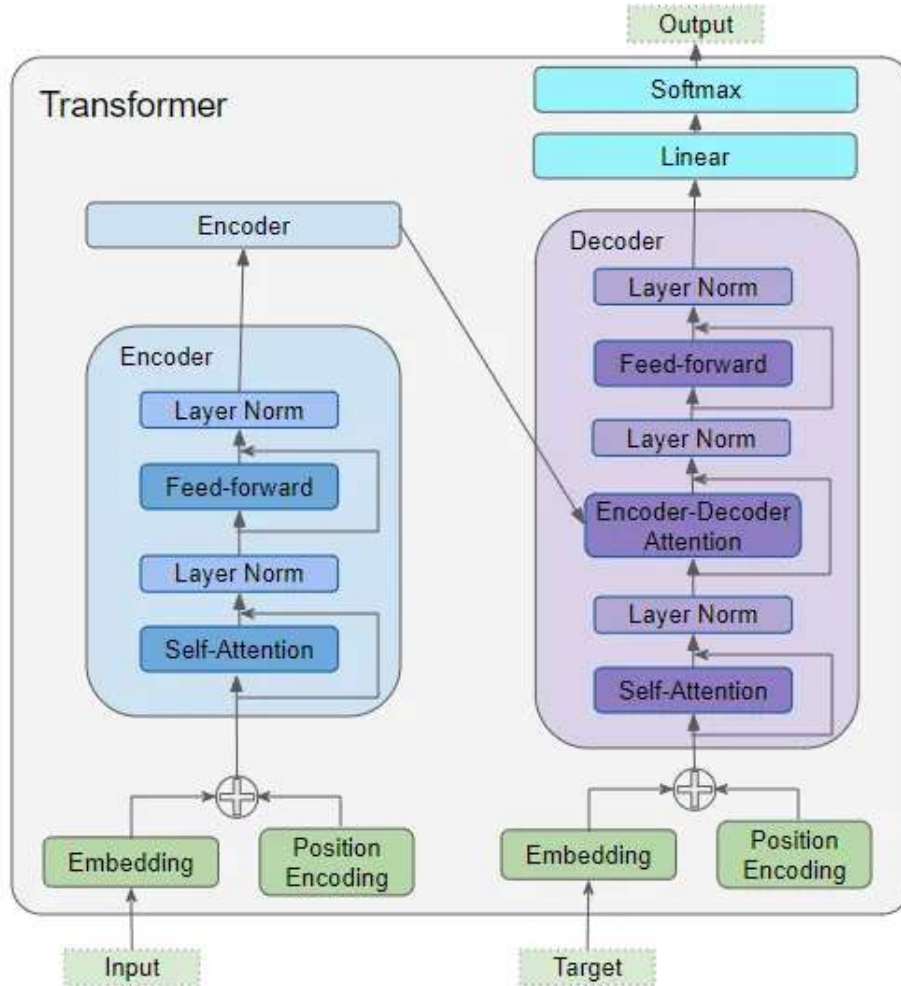 Output
Transformer
Softmax
Linear
Encoder
Decoder
Layer Norm
Feed-forward
Layer Norm
Encoder-Decoder
Attention
Layer Norm
Self-Attention
Encoder
Layer Norm
Feed-forward
Layer Norm
Self-Attention
Embedding
Position
Encoding
Embedding
Position
Encoding
Input
Target